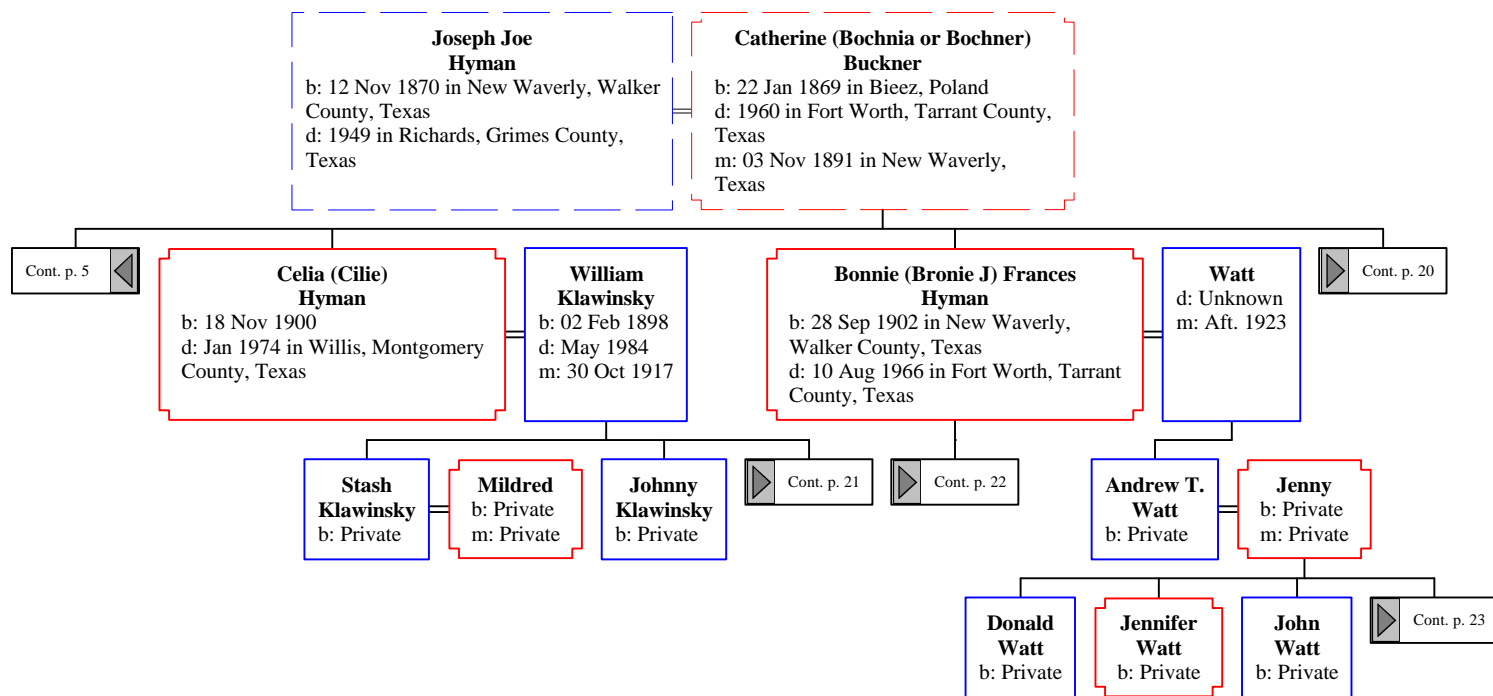 Joseph Joe
Hyman
b: 12 Nov 1870 in New Waverly, Walker
County, Texas
d: 1949 in Richards, Grimes County,
Texas
Catherine (Bochnia or Bochner)
Buckner
b: 22 Jan 1869 in Bieez, Poland
d: 1960 in Fort Worth, Tarrant County,
Texas
m: 03 Nov 1891 in New Waverly,
Texas
Cont. p. 5
Celia (Cilie)
Hyman
b: 18 Nov 1900
d: Jan 1974 in Willis, Montgomery
County, Texas
William
Klawinsky
b: 02 Feb 1898
d: May 1984
m: 30 Oct 1917
Bonnie (Bronie J) Frances
Hyman
b: 28 Sep 1902 in New Waverly,
Walker County, Texas
d: 10 Aug 1966 in Fort Worth, Tarrant
County, Texas
Watt
d: Unknown
m: Aft. 1923
Cont. p. 20
Stash
Klawinsky
b: Private
Mildred
b: Private
m: Private
Johnny
Klawinsky
b: Private
Cont. p. 21
Cont. p. 22
Andrew T.
Watt
b: Private
Jenny
b: Private
m: Private
Donald
Watt
b: Private
Jennifer
Watt
b: Private
John
Watt
b: Private
Cont. p. 23